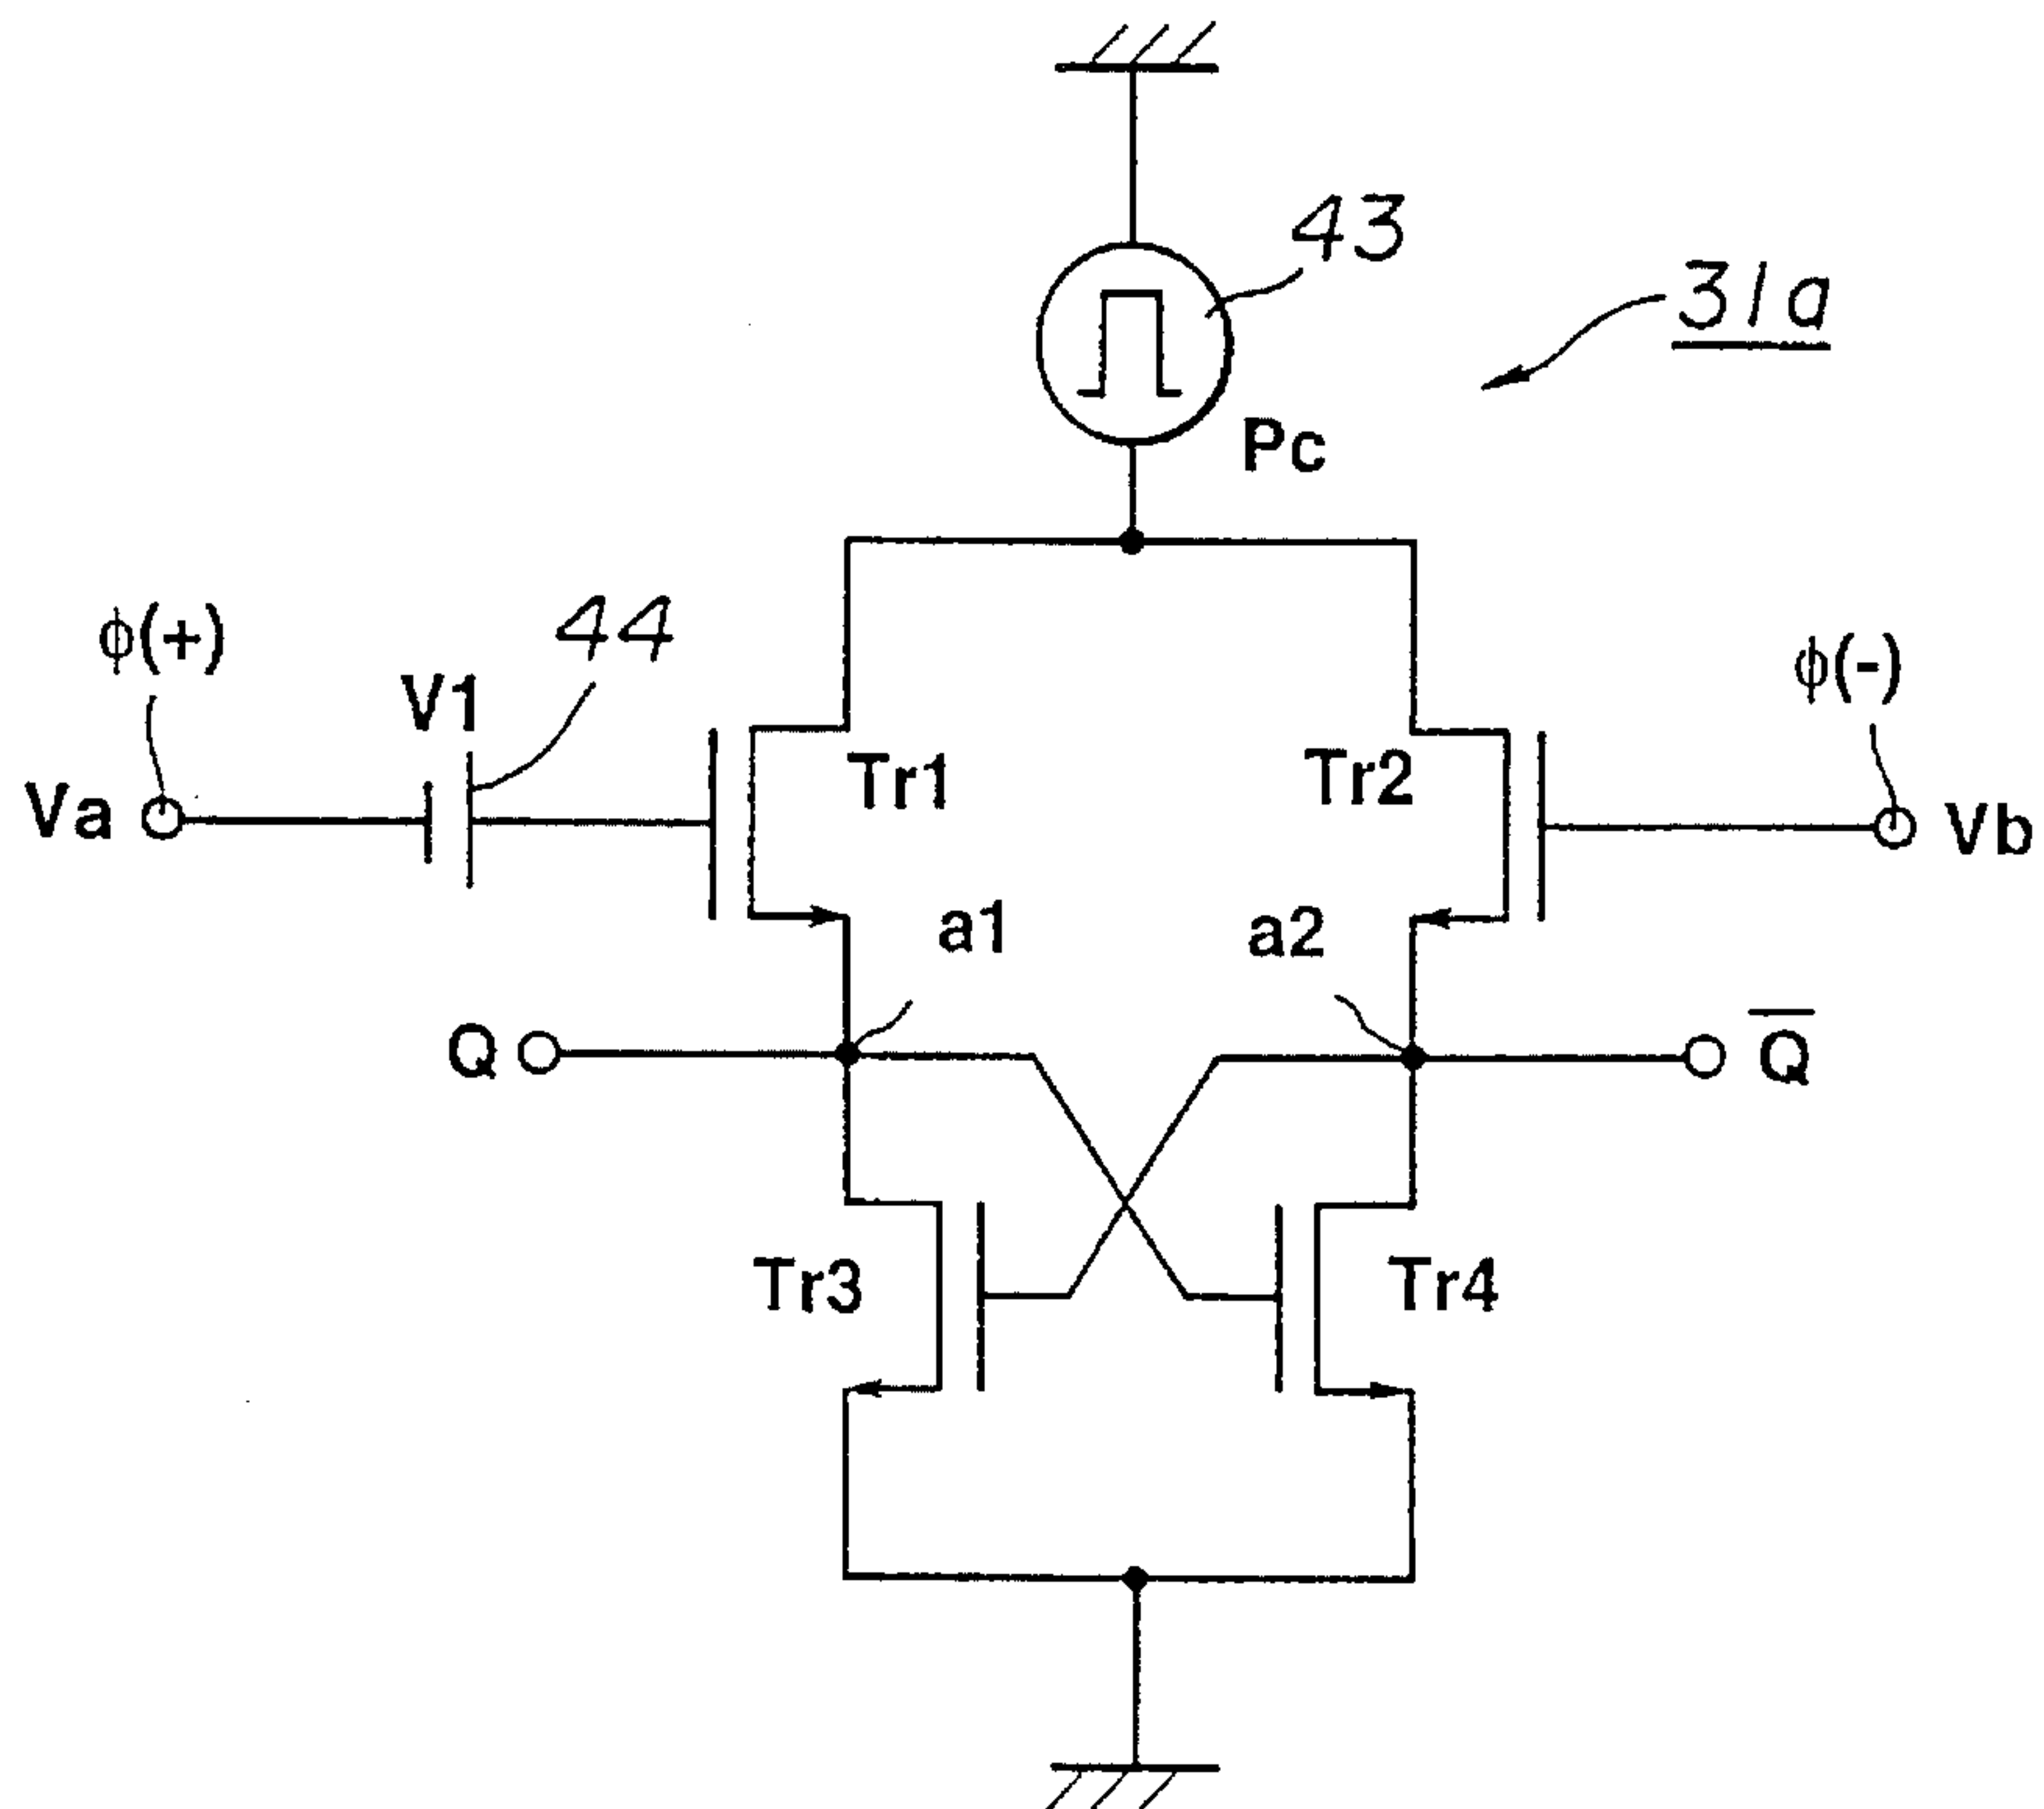 43
31a
Pc
ϕ(+)
44
ϕ(-)
V1
Tr1
Tr2
Va
Vb
a1
a2
Q
Q̅
Tr3
Tr4